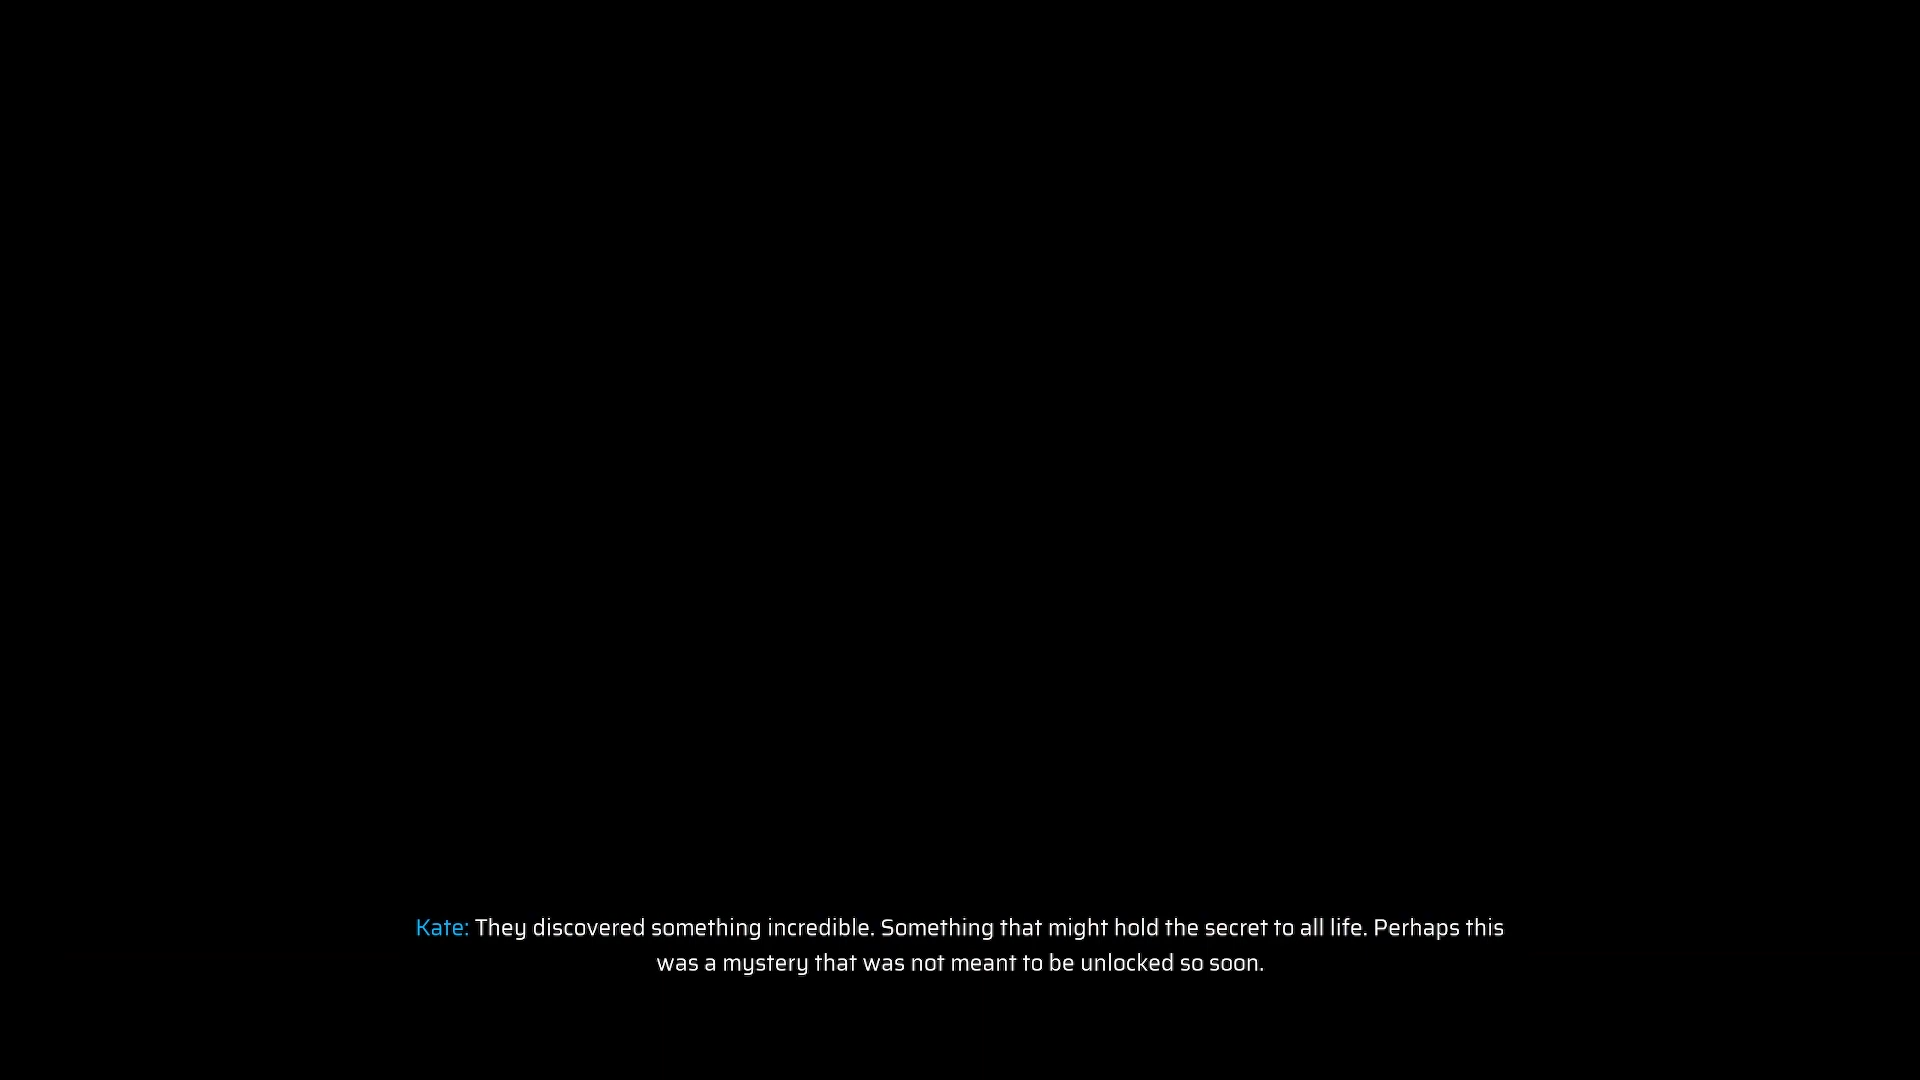 Kate: They discovered something incredible. Something that might hold the secret to all life. Perhaps this
was a mystery that was not meant to be unlocked so soon.